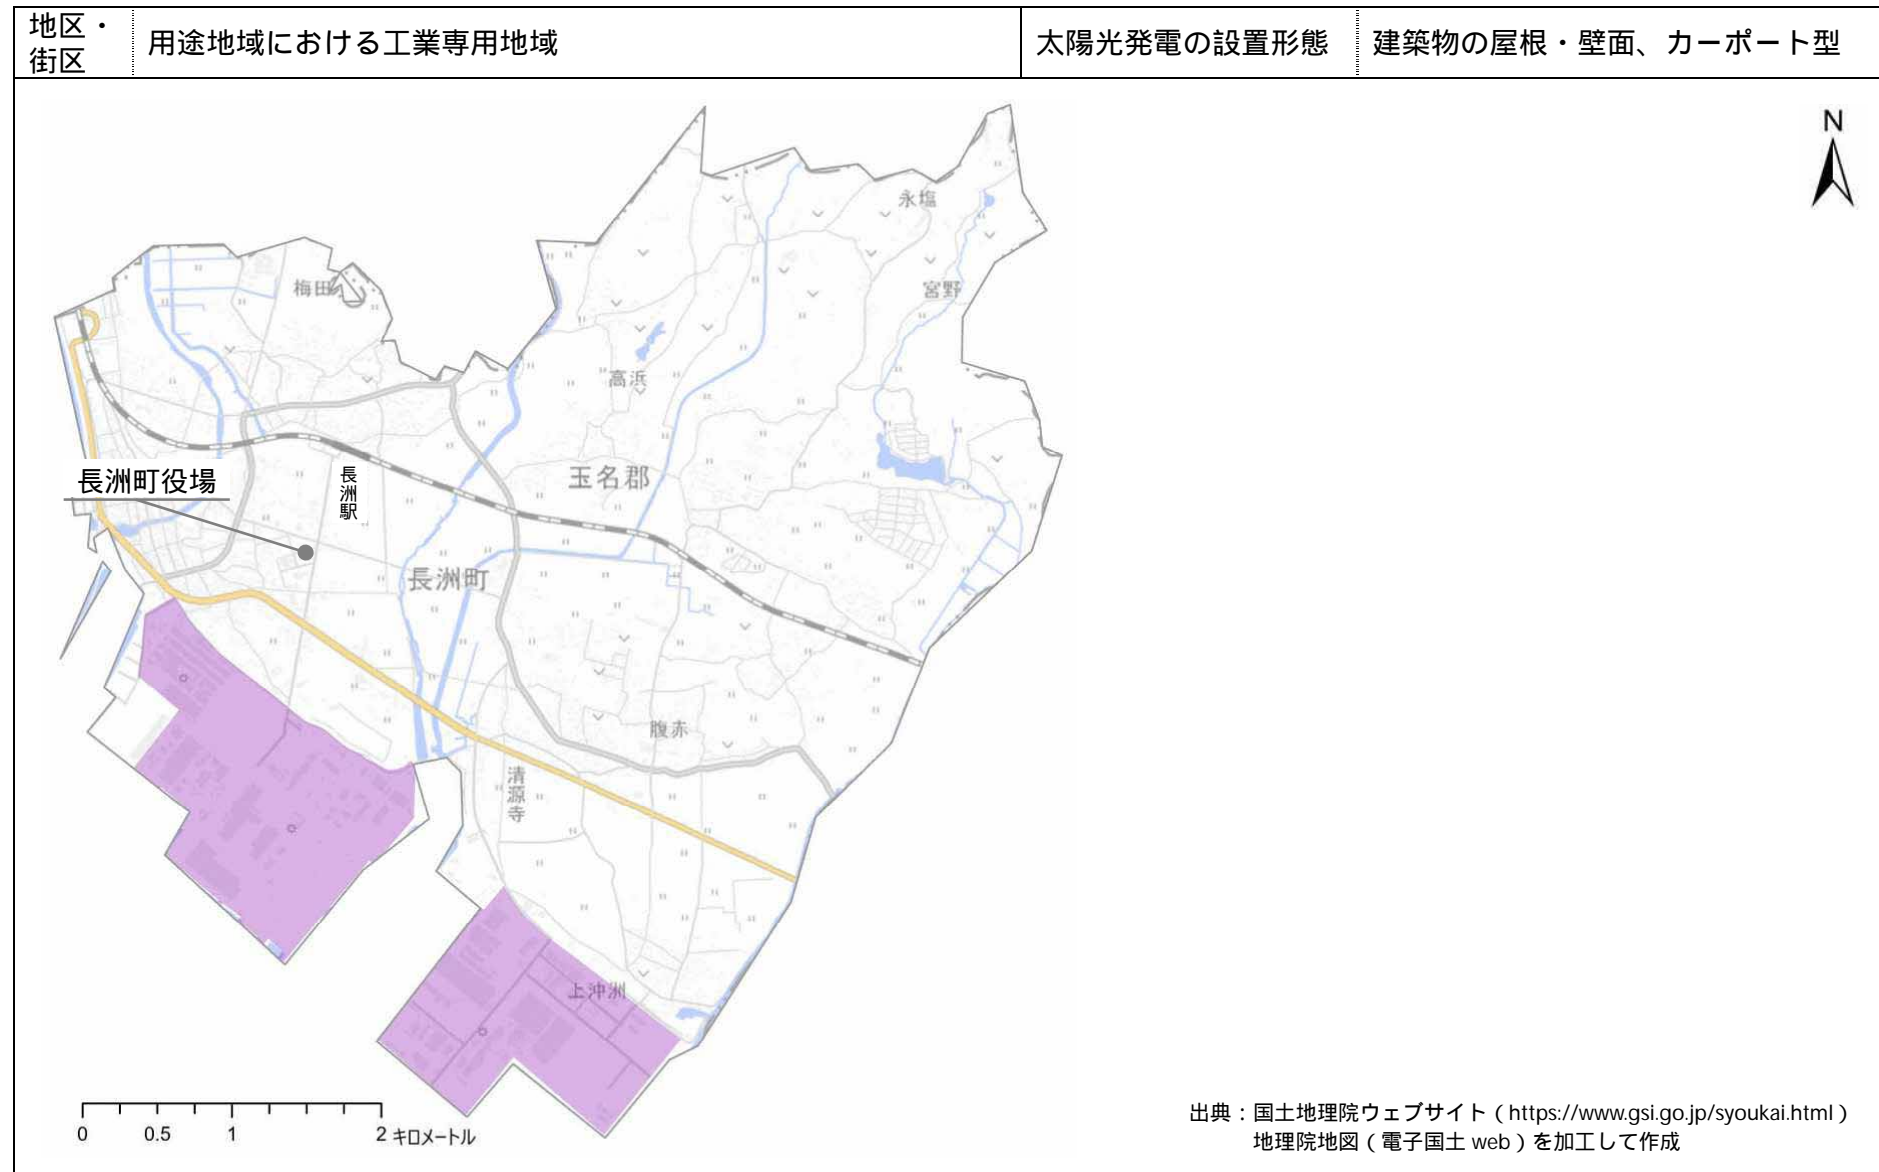 地区・
街区
用途地域における工業専用地域
太陽光発電の設置形態
建築物の屋根・壁面、カーポート型
N
永塩
梅田
宮野
高浜
玉名郡
長洲町役場
長洲駅
長洲町
腹赤
清源寺
上沖洲
0 0.5 1 2 キロメートル
出典：国土地理院ウェブサイト（https://www.gsi.go.jp/syoukai.html）
地理院地図（電子国土 web）を加工して作成